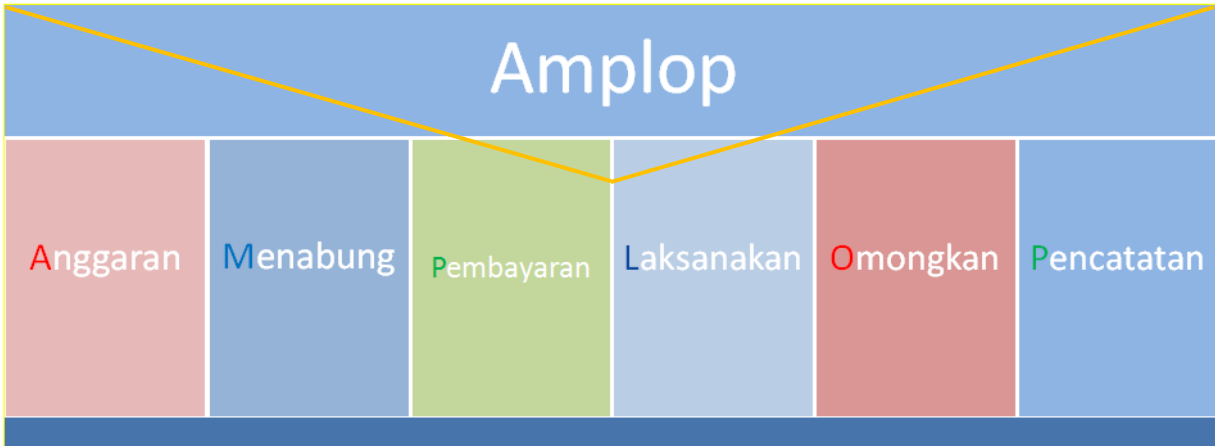 Amplop
Anggaran
Menabung
Pembayaran
Laksanakan
Omongkan
Pencatatan